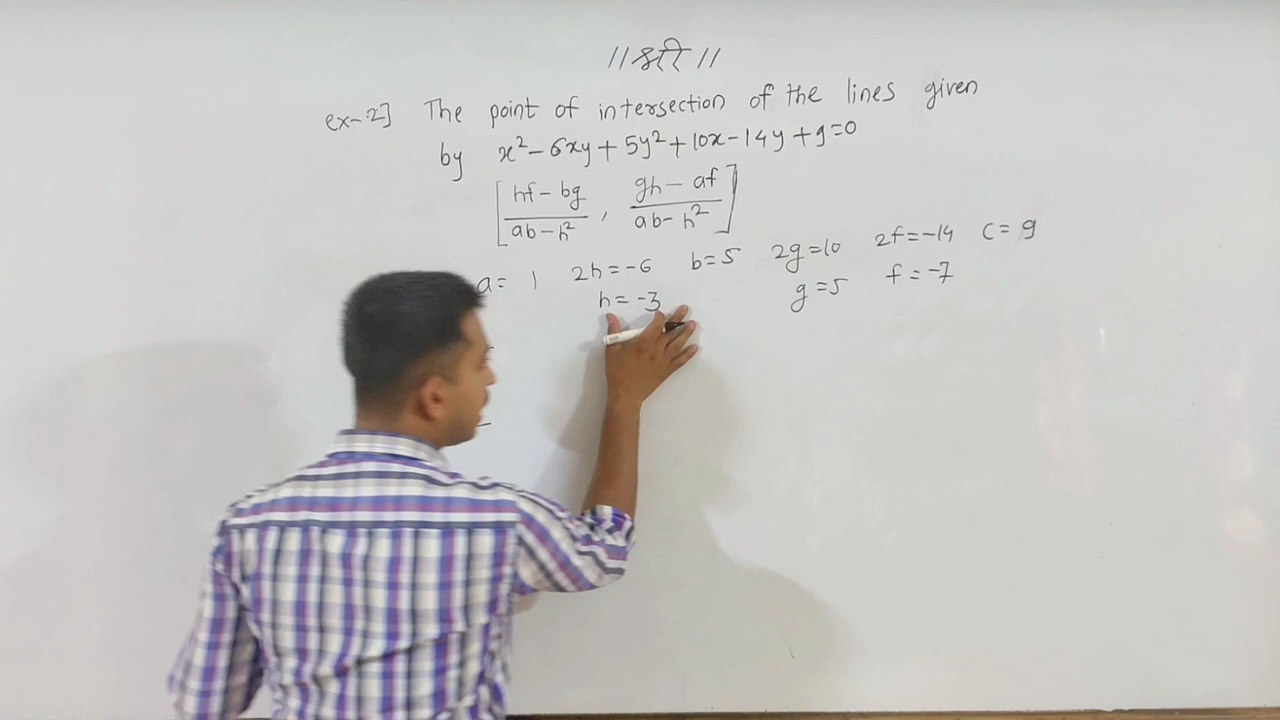 ॥ श्री ॥
ex-2] The point of intersection of the lines given
by x² - 6xy + 5y² + 10x - 14y + 9 = 0
[ (hf - bg)/(ab - h²) , (gh - af)/(ab - h²) ]
a = 1 2h = -6 b = 5 2g = 10 2f = -14 c = 9
h = -3 g = 5 f = -7